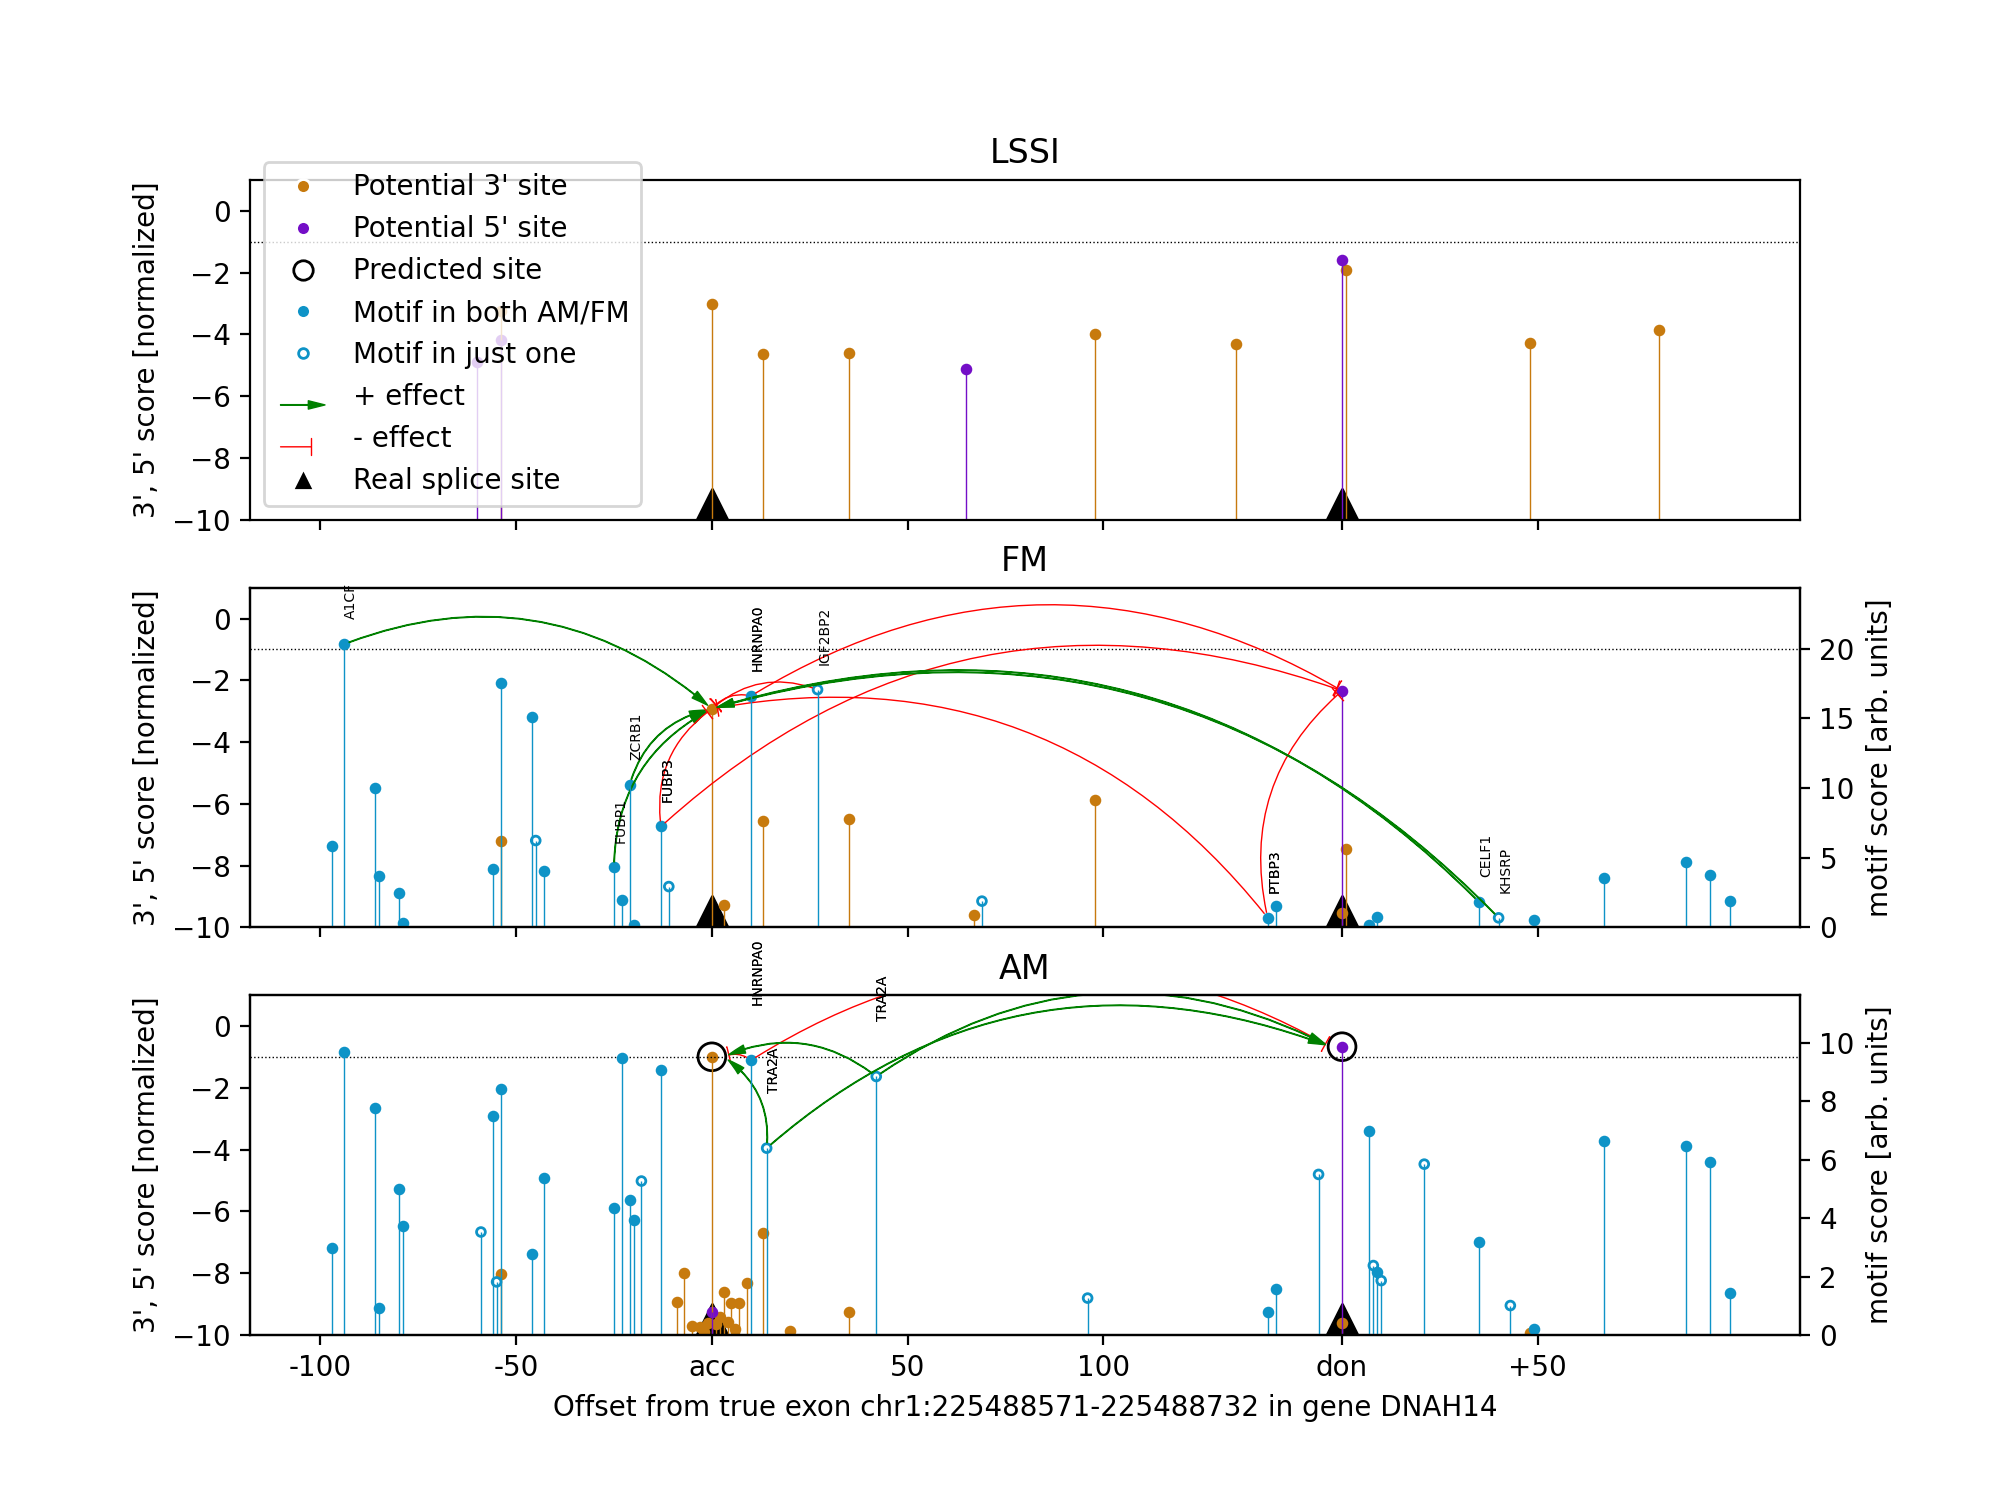 LSSI
3', 5' score [normalized]
0
−2
−4
−6
−8
−10
Potential 3' site
Potential 5' site
Predicted site
Motif in both AM/FM
Motif in just one
+ effect
- effect
Real splice site
FM
3', 5' score [normalized]
0
−2
−4
−6
−8
−10
A1CF
FUBP1
ZCRB1
FUBP3
HNRNPA0
IGF2BP2
PTBP3
CELF1
KHSRP
20
15
10
5
0
motif score [arb. units]
AM
3', 5' score [normalized]
0
−2
−4
−6
−8
−10
HNRNPA0
TRA2A
TRA2A
10
8
6
4
2
0
motif score [arb. units]
-100
-50
acc
50
100
don
+50
Offset from true exon chr1:225488571-225488732 in gene DNAH14